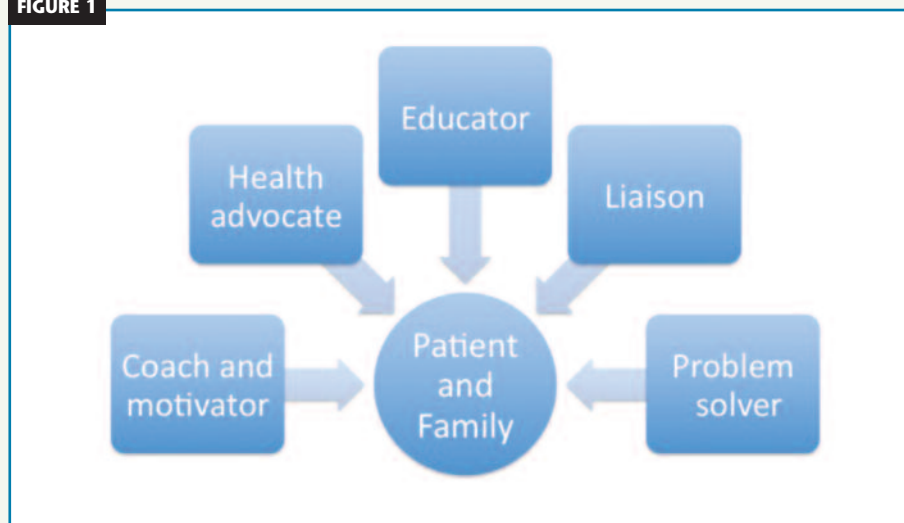 FIGURE 1
Educator
Health
advocate
Liaison
Coach and
motivator
Patient
and
Family
Problem
solver